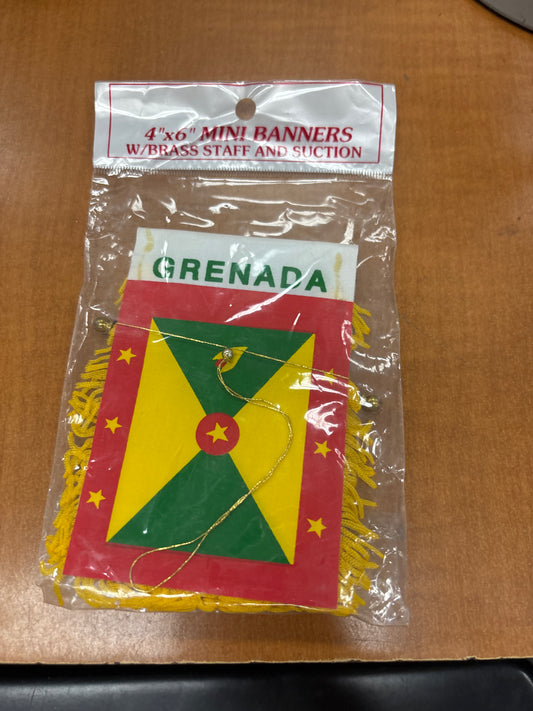 4"x6" MINI BANNERS
W/BRASS STAFF AND SUCTION
GRENADA